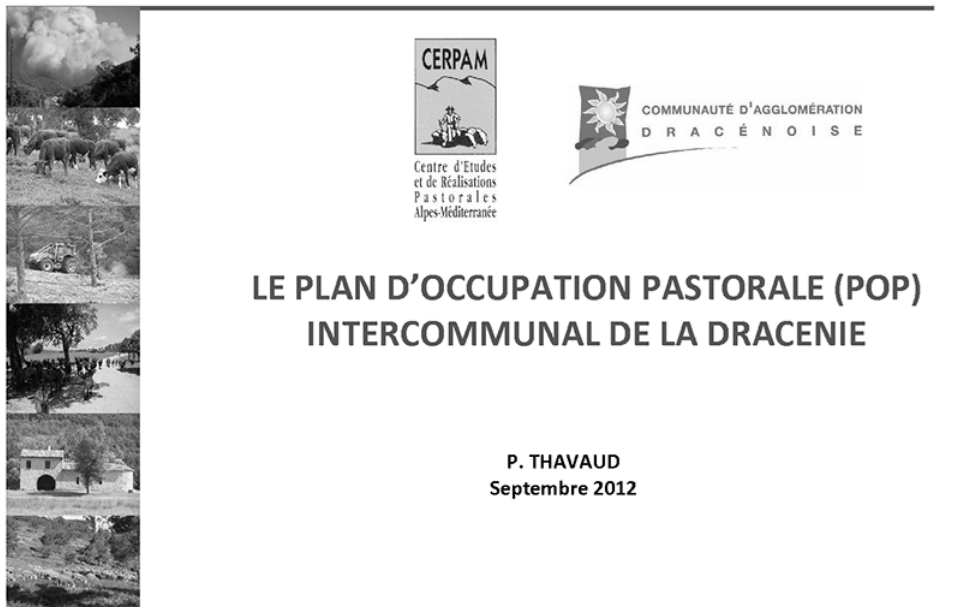 CERPAM
Centre d'Etudes
et de Réalisations
Pastorales
Alpes-Méditerranée
COMMUNAUTÉ D'AGGLOMÉRATION
DRACÉNOISE
LE PLAN D’OCCUPATION PASTORALE (POP)
INTERCOMMUNAL DE LA DRACENIE
P. THAVAUD
Septembre 2012